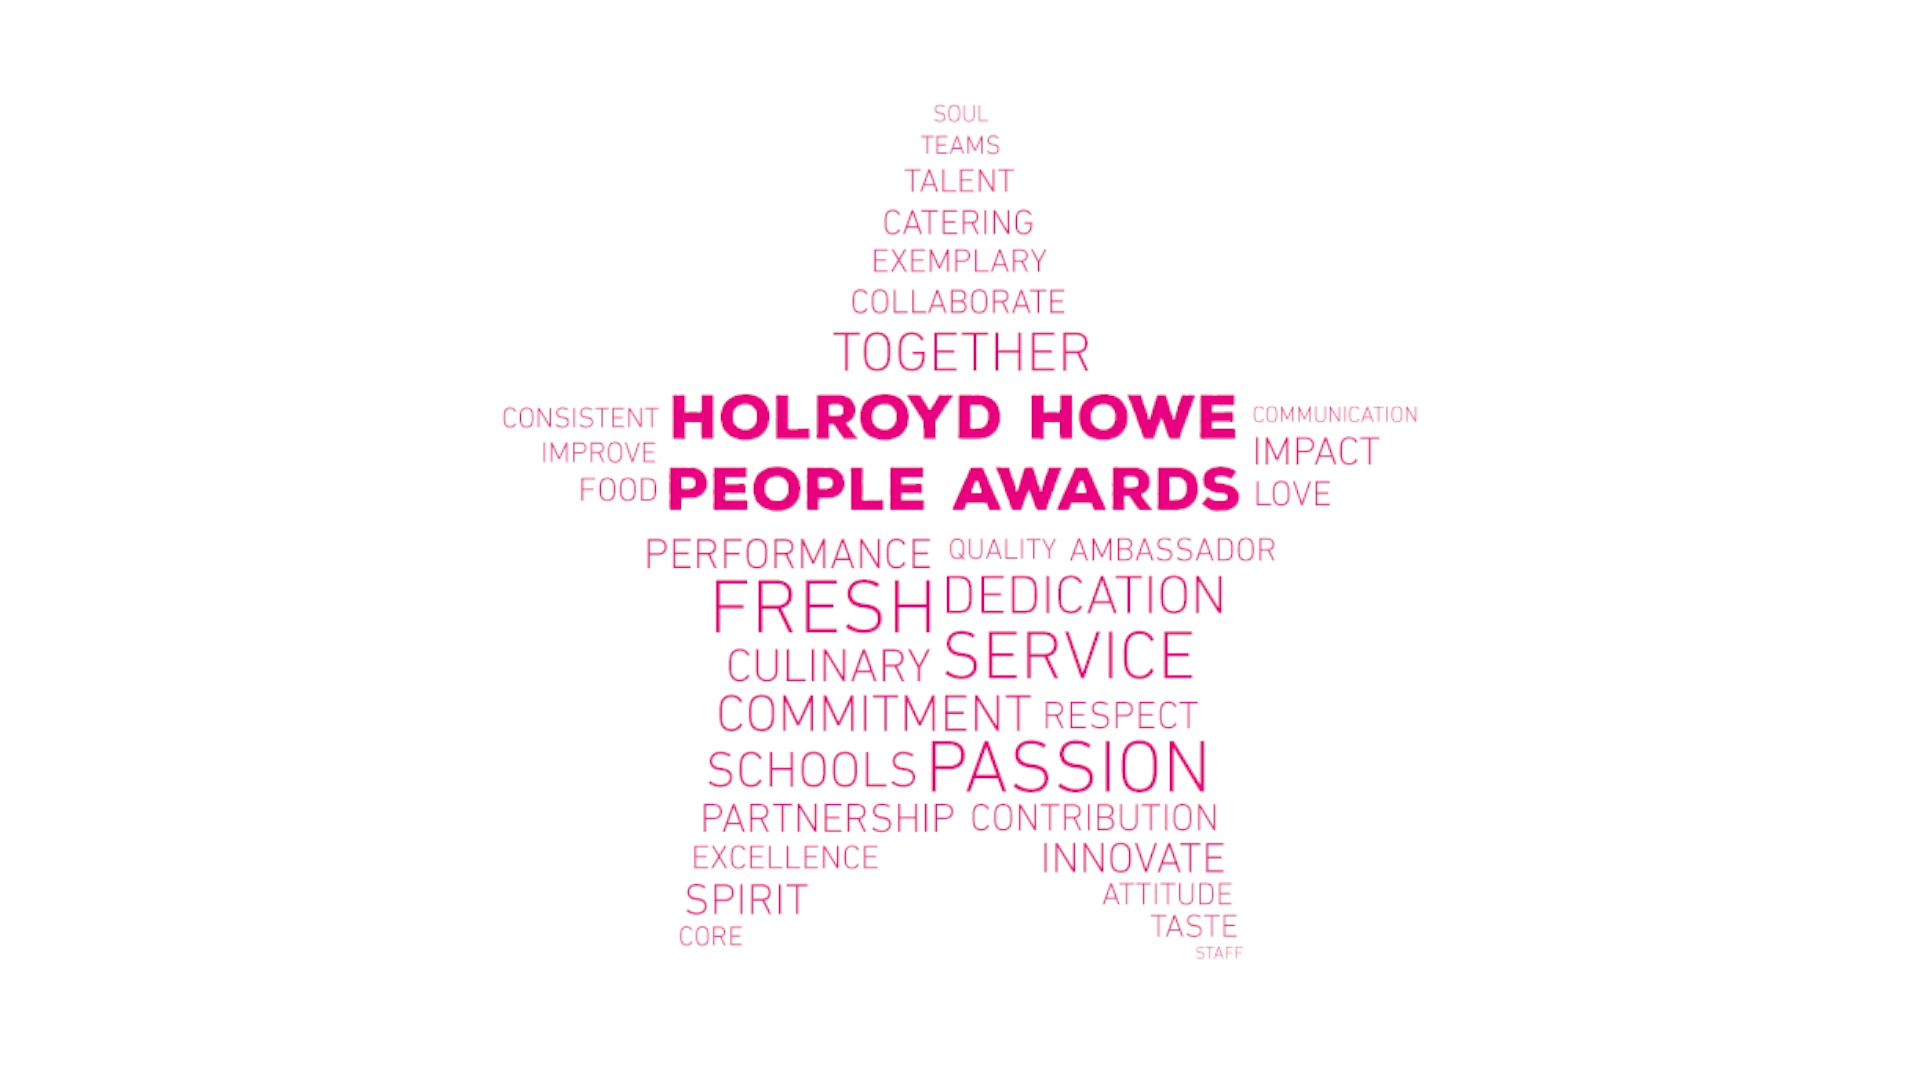 SOUL
TEAMS
TALENT
CATERING
EXEMPLARY
COLLABORATE
TOGETHER
CONSISTENT HOLROYD HOWE COMMUNICATION
IMPROVE IMPACT
FOOD PEOPLE AWARDS LOVE
PERFORMANCE QUALITY AMBASSADOR
FRESH DEDICATION
CULINARY SERVICE
COMMITMENT RESPECT
SCHOOLS PASSION
PARTNERSHIP CONTRIBUTION
EXCELLENCE INNOVATE
SPIRIT ATTITUDE
CORE TASTE
STAFF